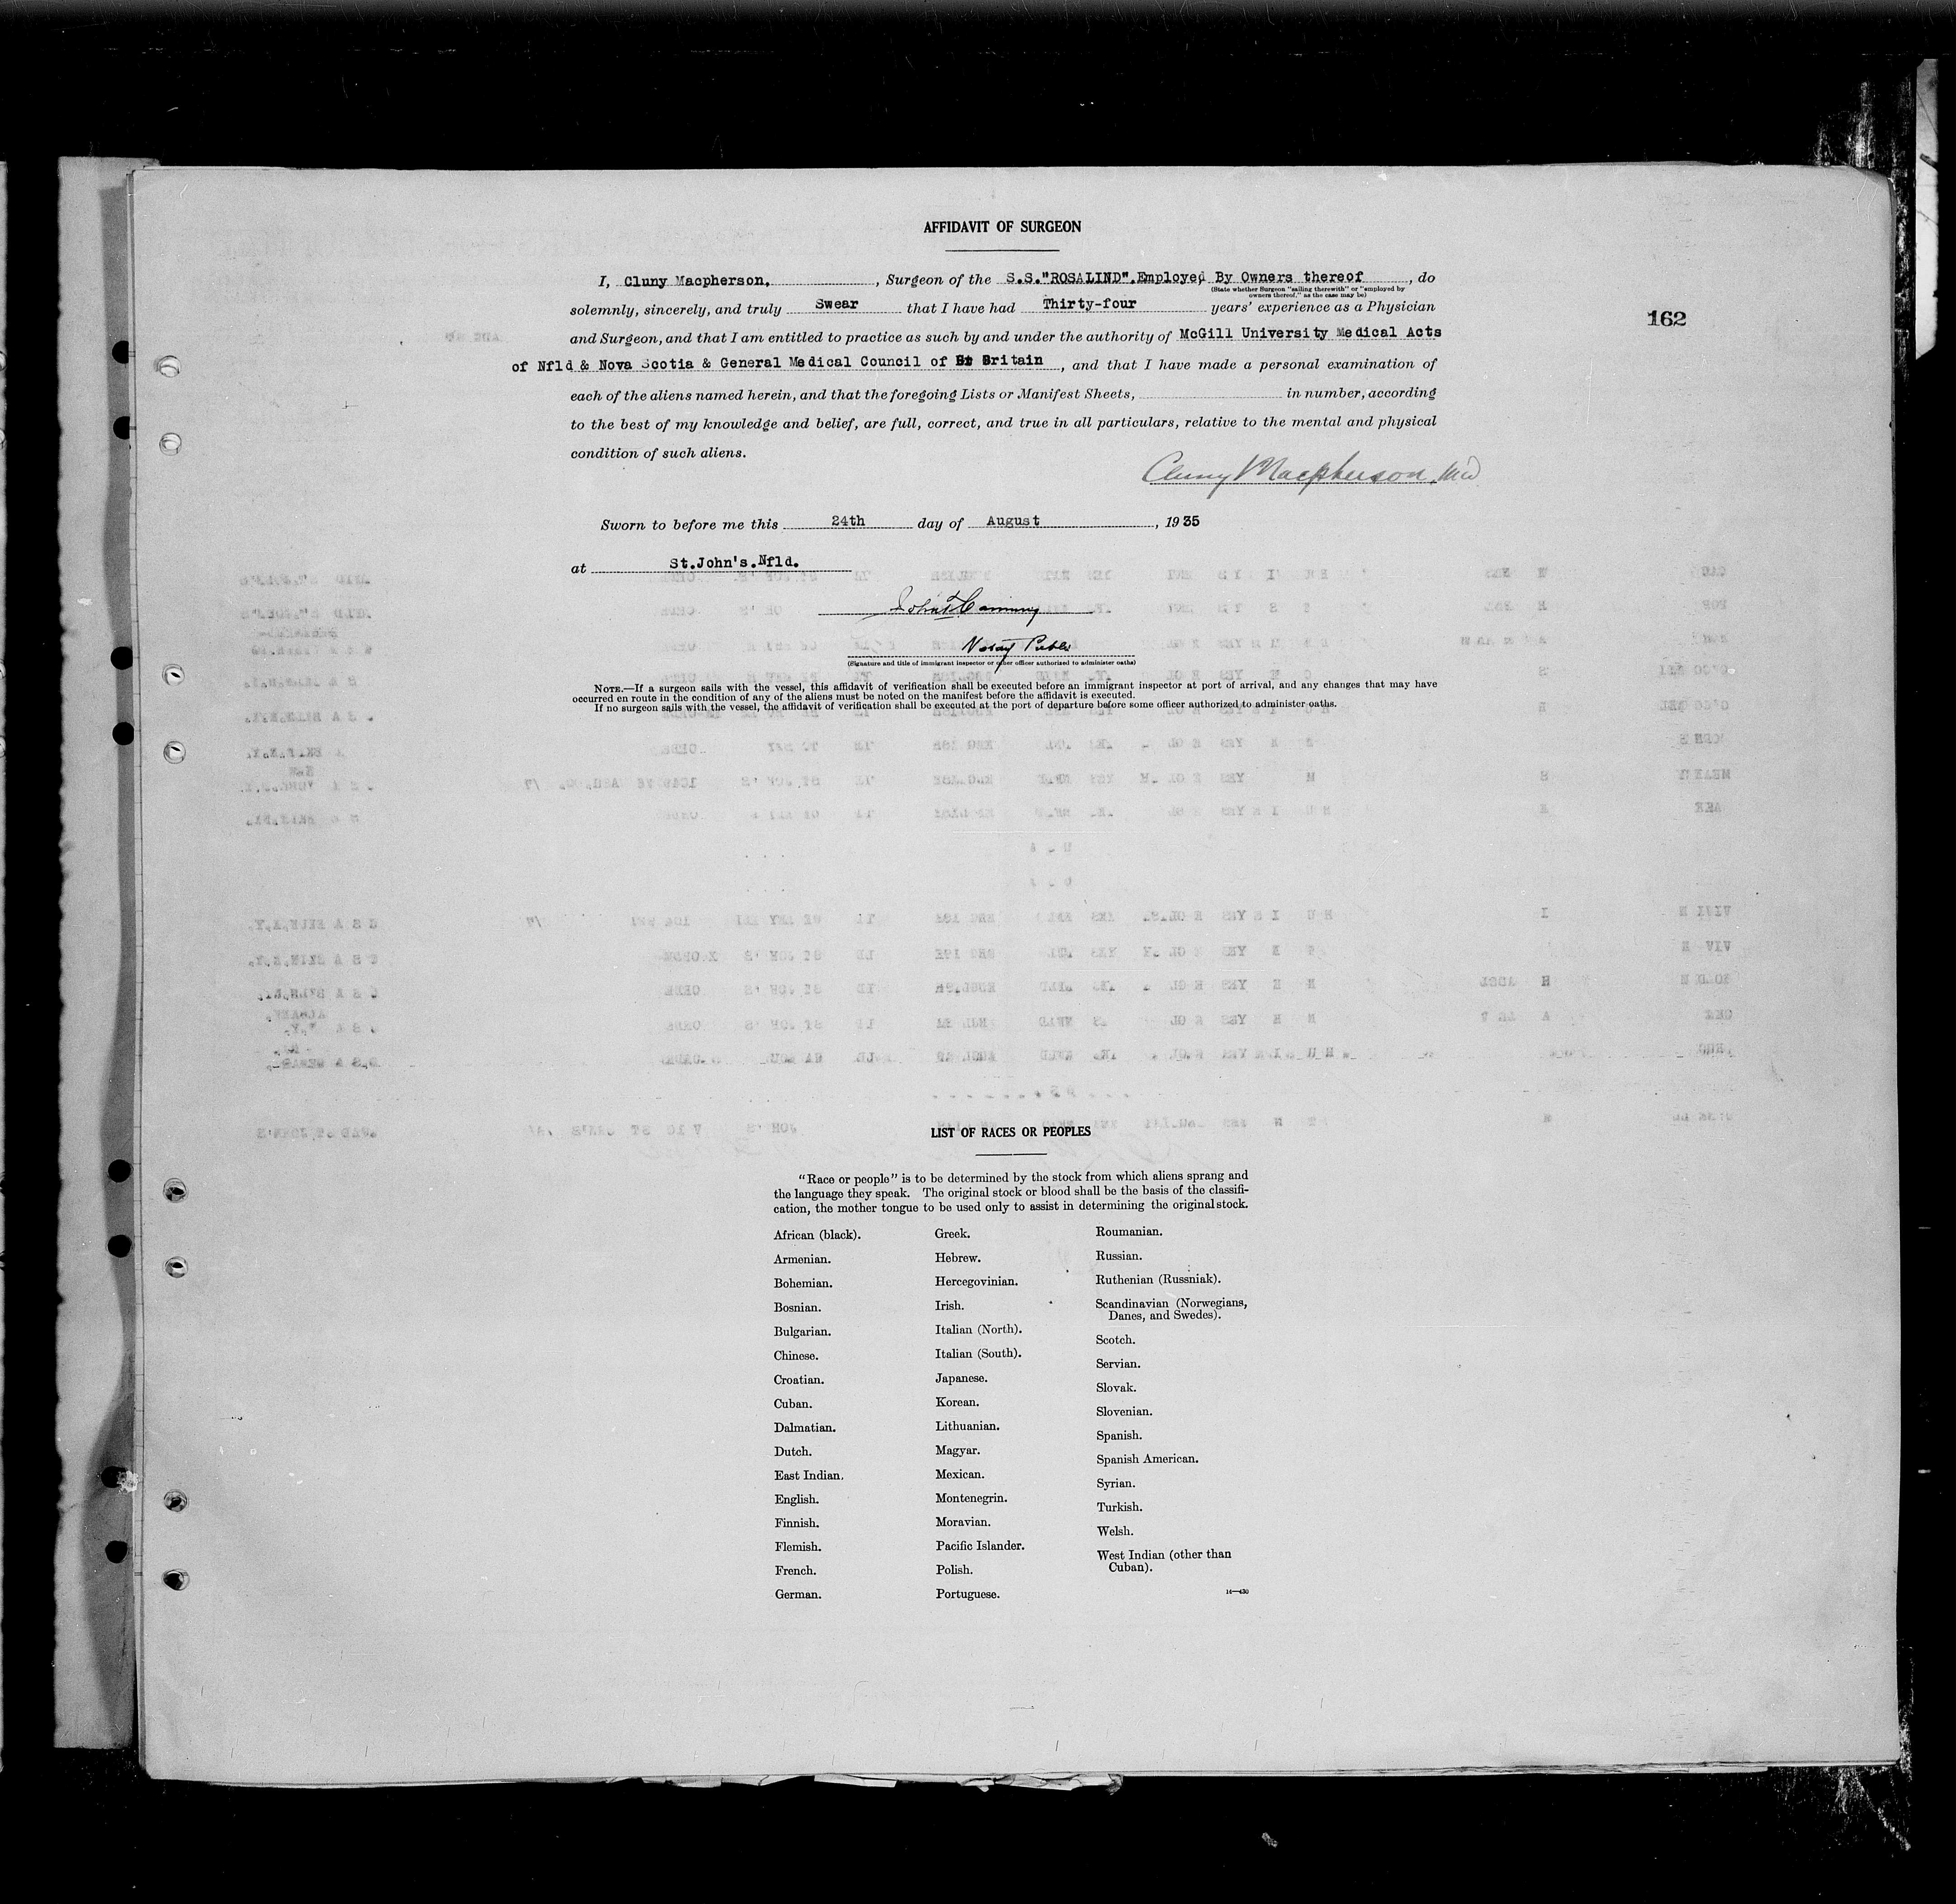 AFFIDAVIT OF SURGEON
I, Cluny Macpherson, , Surgeon of the S.S."ROSALIND".Employed By Owners thereof , do
(State whether Surgeon "sailing therewith" or "employed by
owners thereof," as the case may be)
solemnly, sincerely, and truly Swear that I have had Thirty-four years' experience as a Physician
162
and Surgeon, and that I am entitled to practice as such by and under the authority of McGill University Medical Acts
of Nfld & Nova Scotia & General Medical Council of Britain , and that I have made a personal examination of
each of the aliens named herein, and that the foregoing Lists or Manifest Sheets, in number, according
to the best of my knowledge and belief, are full, correct, and true in all particulars, relative to the mental and physical
condition of such aliens.
Cluny Macpherson, MD
Sworn to before me this 24th day of August , 1935
at St.John's.Nfld.
Notary Public
(Signature and title of immigrant inspector or other officer authorized to administer oaths)
NOTE.—If a surgeon sails with the vessel, this affidavit of verification shall be executed before an immigrant inspector at port of arrival, and any changes that may have
occurred en route in the condition of any of the aliens must be noted on the manifest before the affidavit is executed.
If no surgeon sails with the vessel, the affidavit of verification shall be executed at the port of departure before some officer authorized to administer oaths.
LIST OF RACES OR PEOPLES
"Race or people" is to be determined by the stock from which aliens sprang and
the language they speak. The original stock or blood shall be the basis of the classifi-
cation, the mother tongue to be used only to assist in determining the original stock.
African (black).
Armenian.
Bohemian.
Bosnian.
Bulgarian.
Chinese.
Croatian.
Cuban.
Dalmatian.
Dutch.
East Indian.
English.
Finnish.
Flemish.
French.
German.
Greek.
Hebrew.
Hercegovinian.
Irish.
Italian (North).
Italian (South).
Japanese.
Korean.
Lithuanian.
Magyar.
Mexican.
Montenegrin.
Moravian.
Pacific Islander.
Polish.
Portuguese.
Roumanian.
Russian.
Ruthenian (Russniak).
Scandinavian (Norwegians,
Danes, and Swedes).
Scotch.
Servian.
Slovak.
Slovenian.
Spanish.
Spanish American.
Syrian.
Turkish.
Welsh.
West Indian (other than
Cuban).
14—430